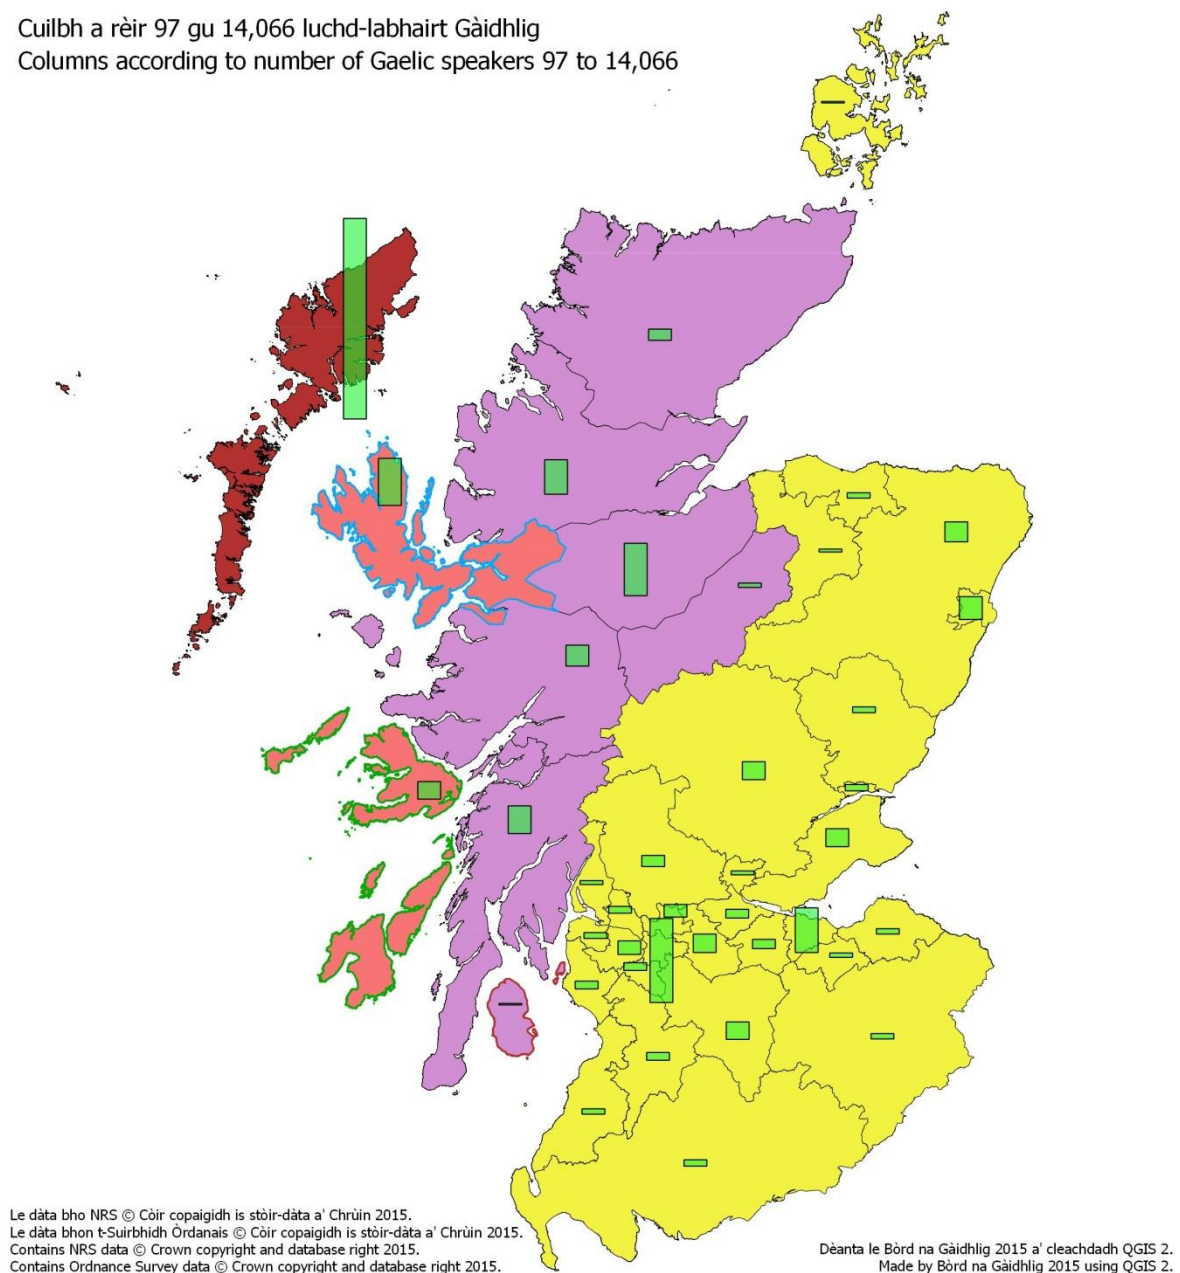 Cuilbh a rèir 97 gu 14,066 luchd-labhairt Gàidhlig
Columns according to number of Gaelic speakers 97 to 14,066
Le dàta bho NRS © Còir copaigidh is stòir-dàta a' Chrùin 2015.
Le dàta bhon t-Suirbhidh Òrdanais © Còir copaigidh is stòir-dàta a' Chrùin 2015.
Contains NRS data © Crown copyright and database right 2015.
Contains Ordnance Survey data © Crown copyright and database right 2015.
Dèanta le Bòrd na Gàidhlig 2015 a' cleachdadh QGIS 2.
Made by Bòrd na Gàidhlig 2015 using QGIS 2.